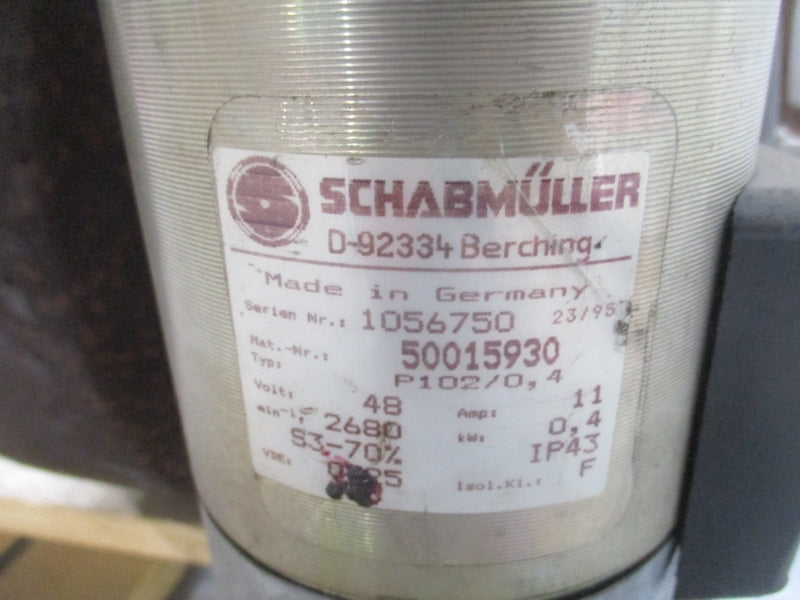 S SCHABMÜLLER
D-92334 Berching
Made in Germany
Serien Nr.: 1056750 23/95
Mat.-Nr.: 50015930
Typ: P102/0,4
Volt: 48 Amp: 11
min-1, 2680 kW: 0,4
S3-70% IP43
VDE: Isol.Kl.: F